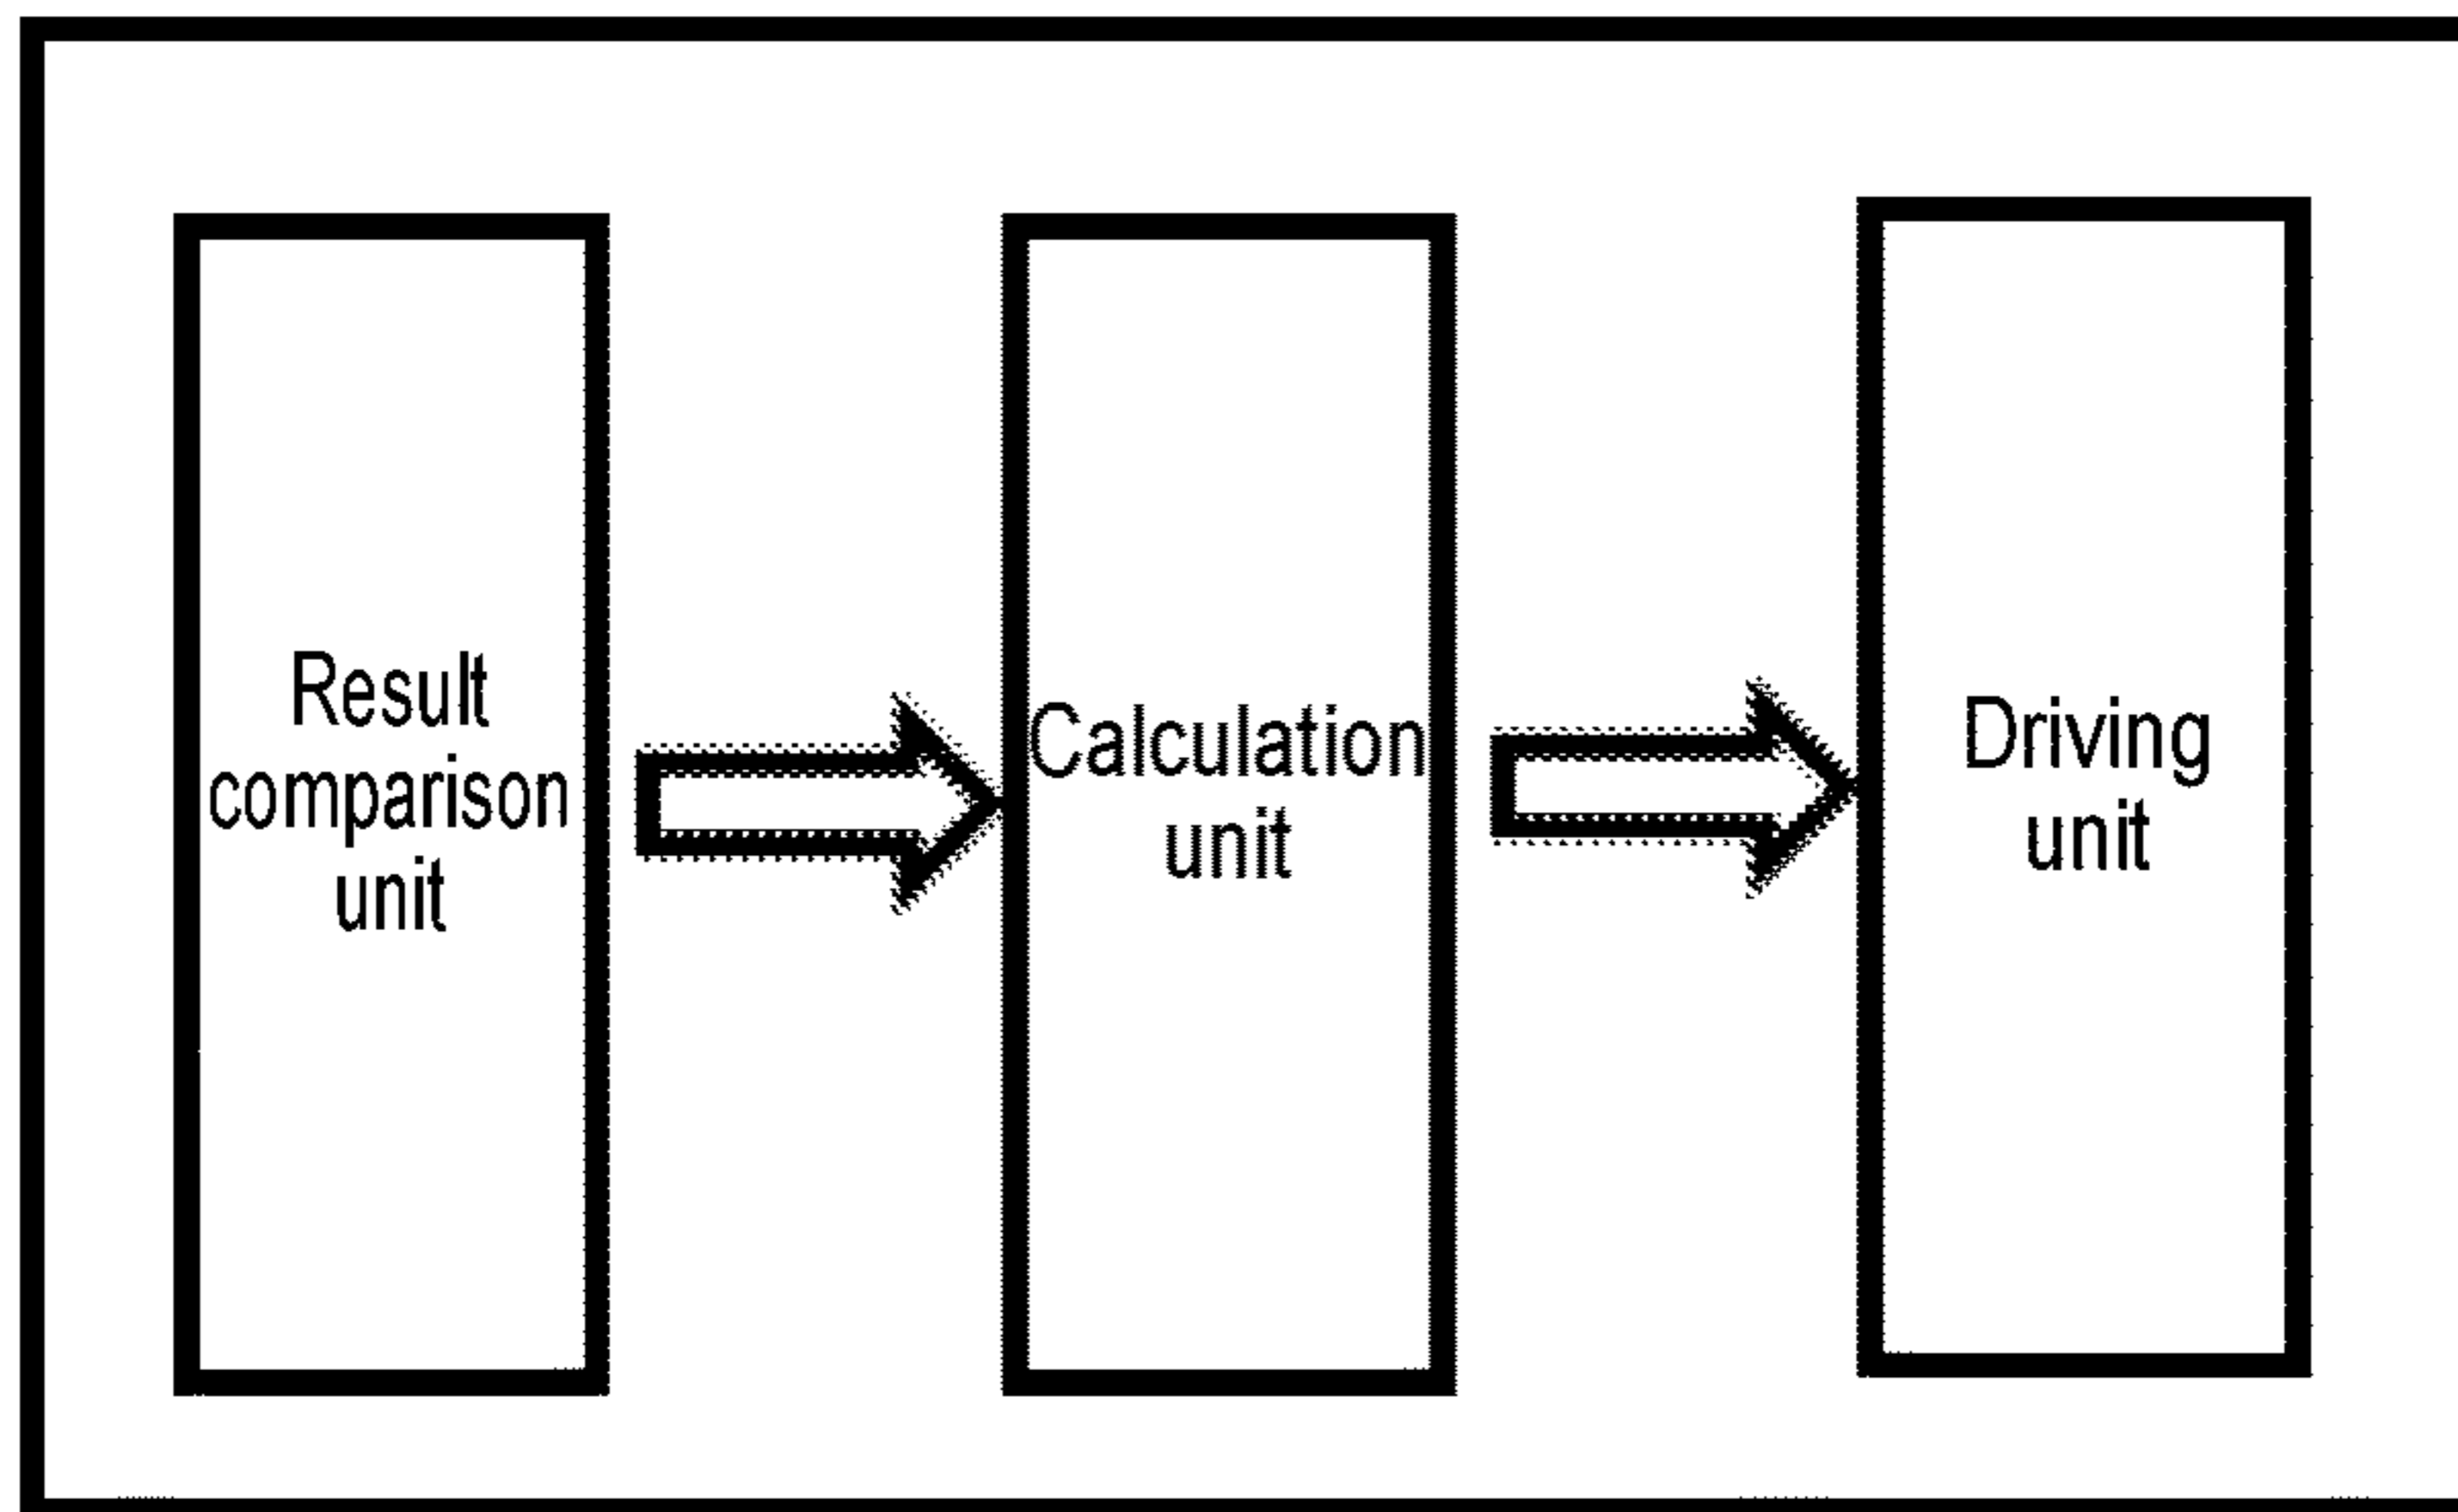 Result
comparison
unit
Calculation
unit
Driving
unit